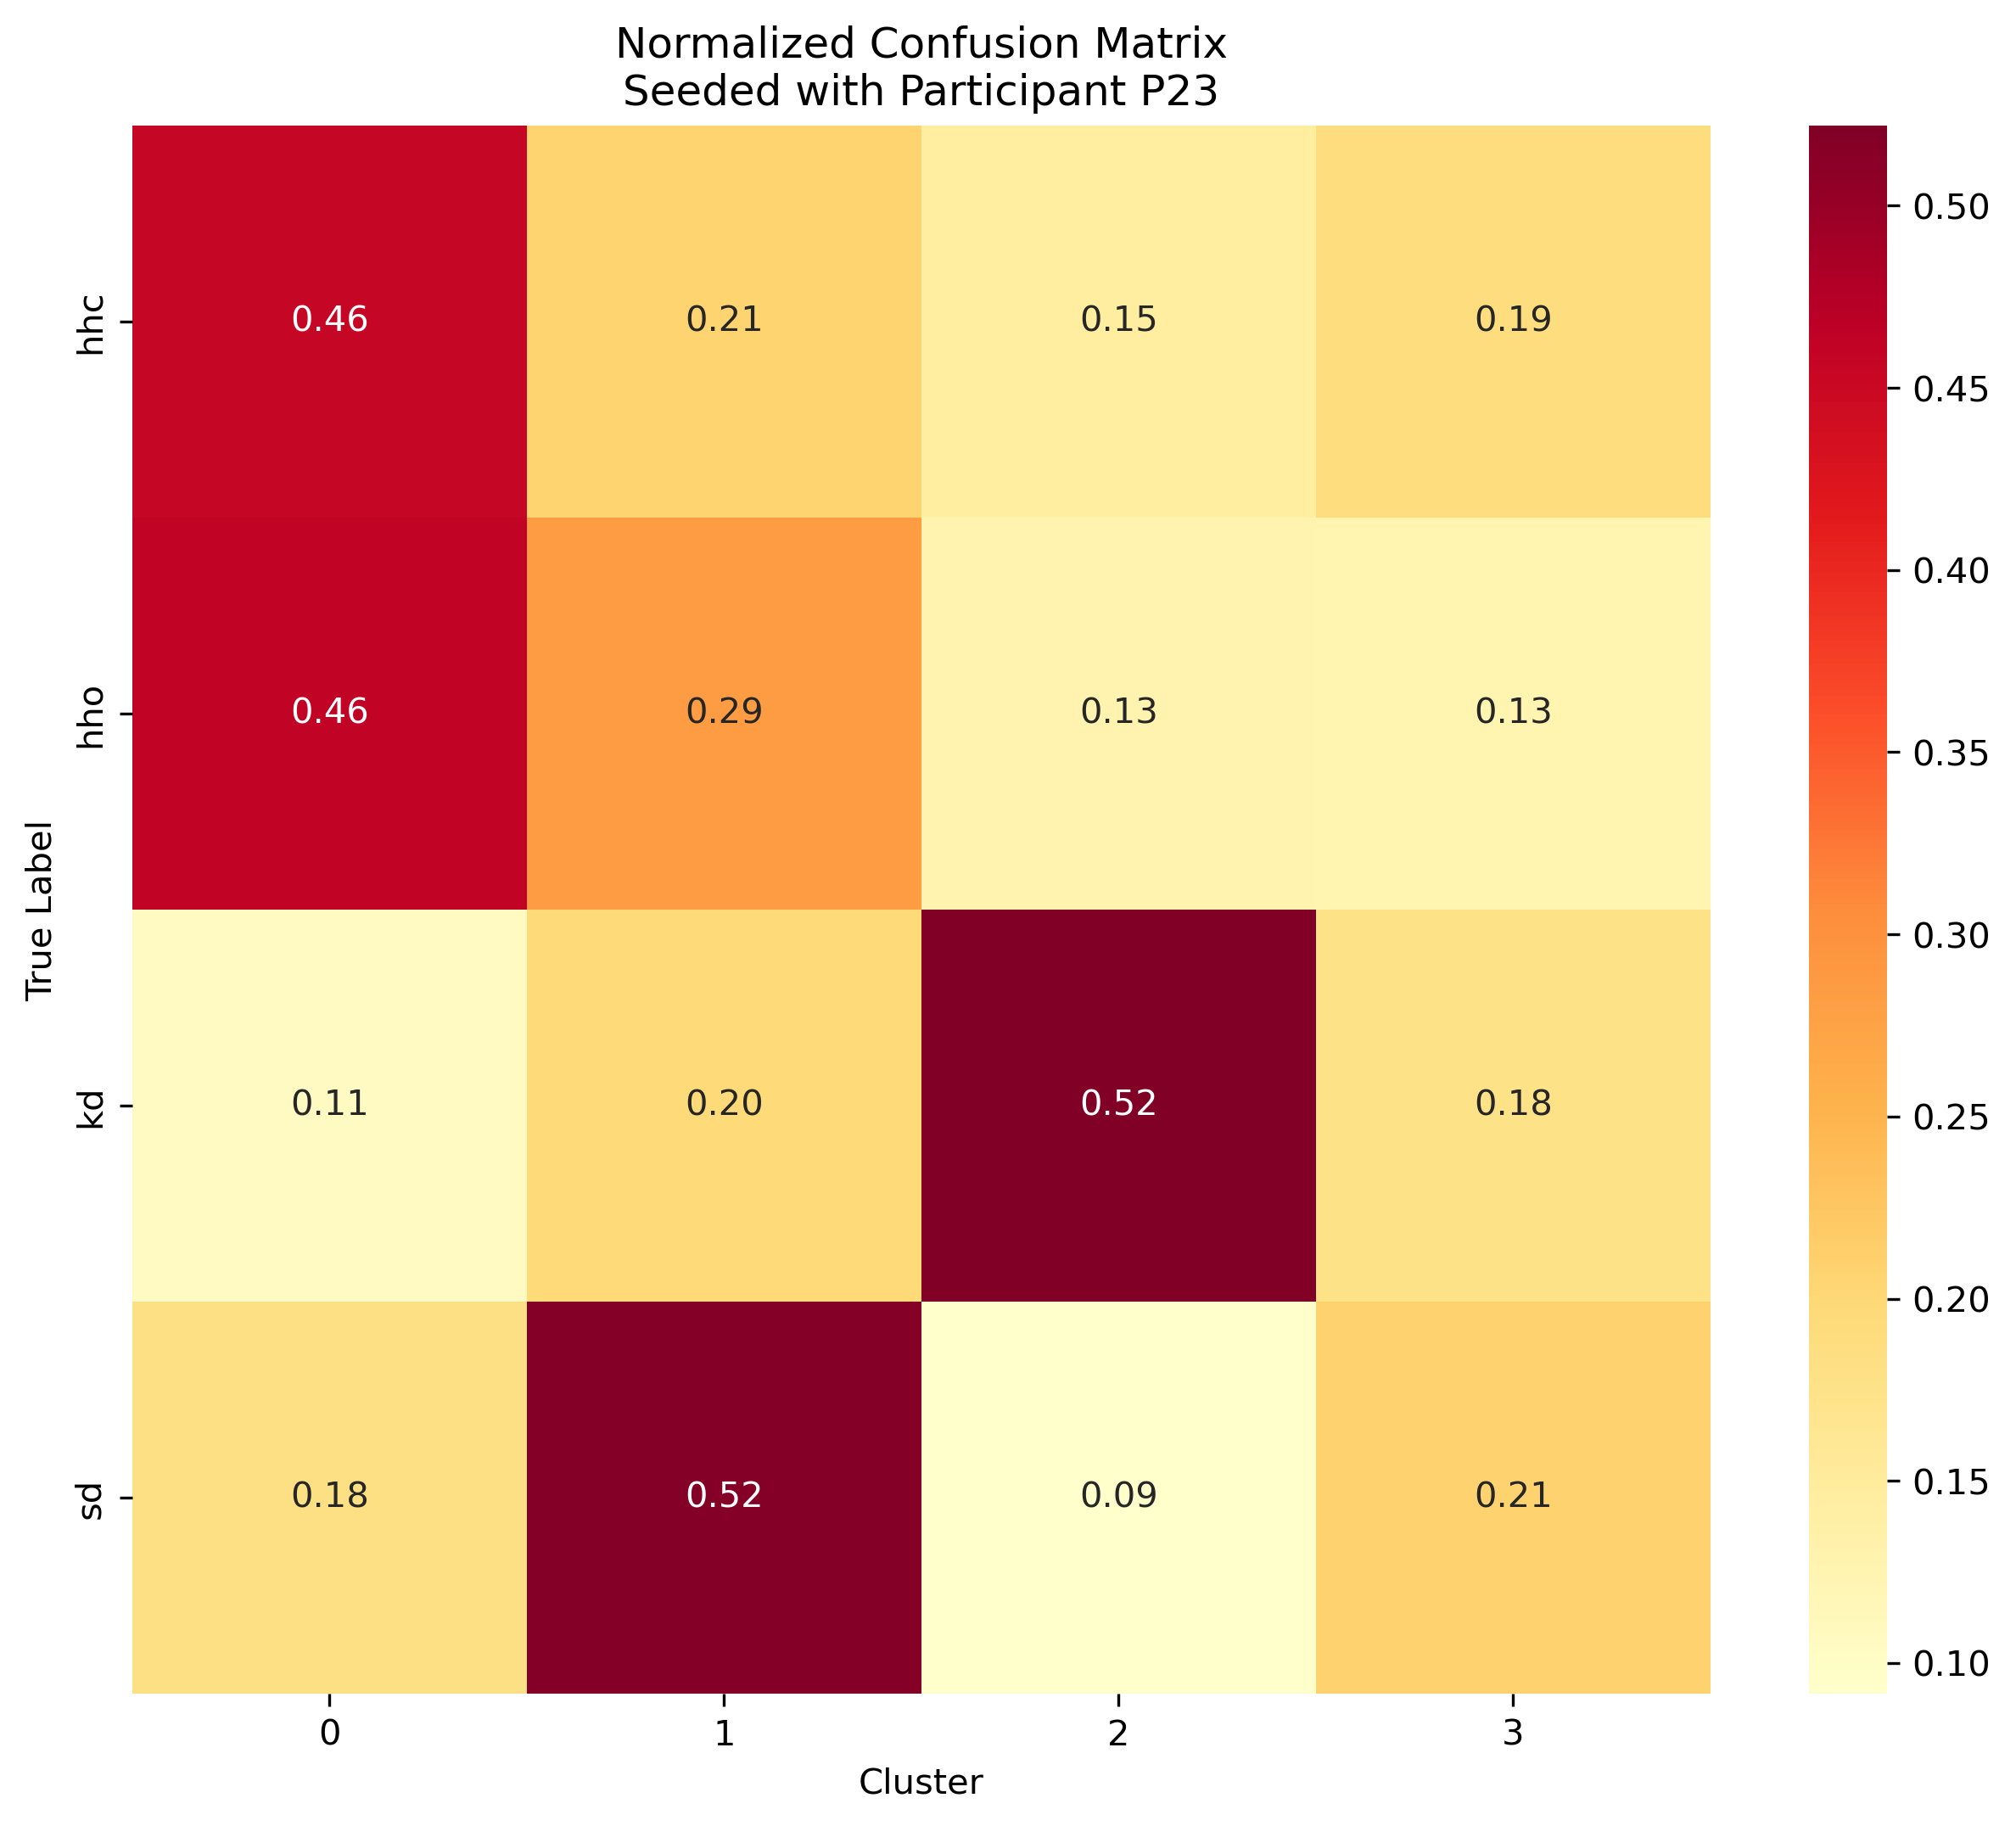 Normalized Confusion Matrix
Seeded with Participant P23
True Label
hhc
0.46 0.21 0.15 0.19
hho
0.46 0.29 0.13 0.13
kd
0.11 0.20 0.52 0.18
sd
0.18 0.52 0.09 0.21
0 1 2 3
Cluster
0.50
0.45
0.40
0.35
0.30
0.25
0.20
0.15
0.10